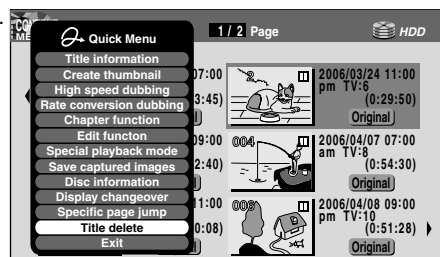 CO
ME
Quick Menu
1 / 2 Page
HDD
Title information
Create thumbnail
High speed dubbing
Rate conversion dubbing
Chapter function
Edit functon
Special playback mode
Save captured images
Disc information
Display changeover
Specific page jump
Title delete
Exit
07:00
3:45)
2
2006/03/24 11:00
pm TV:6
(0:29:50)
Original
09:00
2:40)
004
2006/04/07 07:00
am TV:8
(0:54:30)
Original
11:00
0:08)
006
2006/04/08 09:00
pm TV:10
(0:51:28)
Original